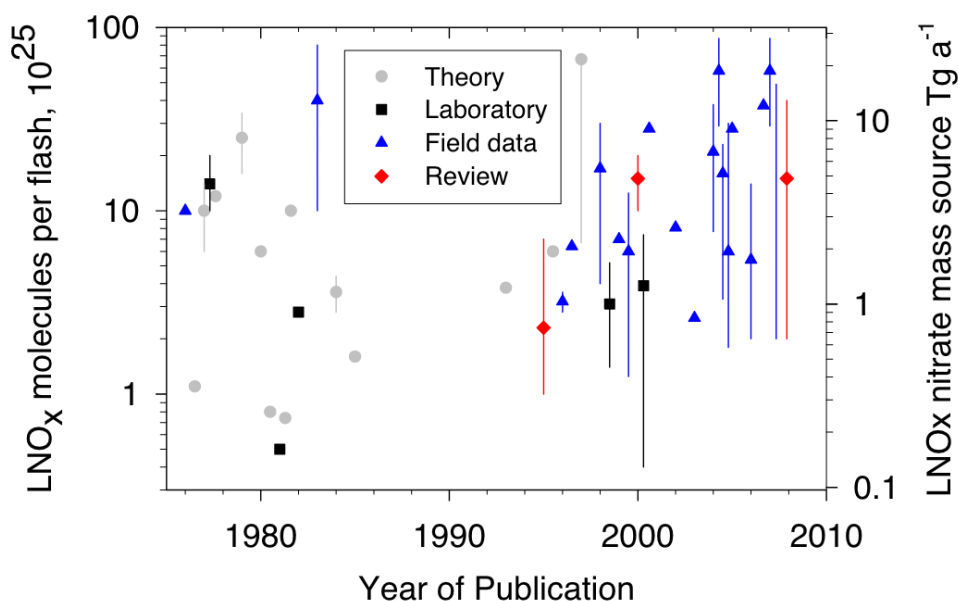 LNOx molecules per flash, 10^25
100
10
1
Theory
Laboratory
Field data
Review
10
1
0.1
LNOx nitrate mass source Tg a^-1
1980
1990
2000
2010
Year of Publication